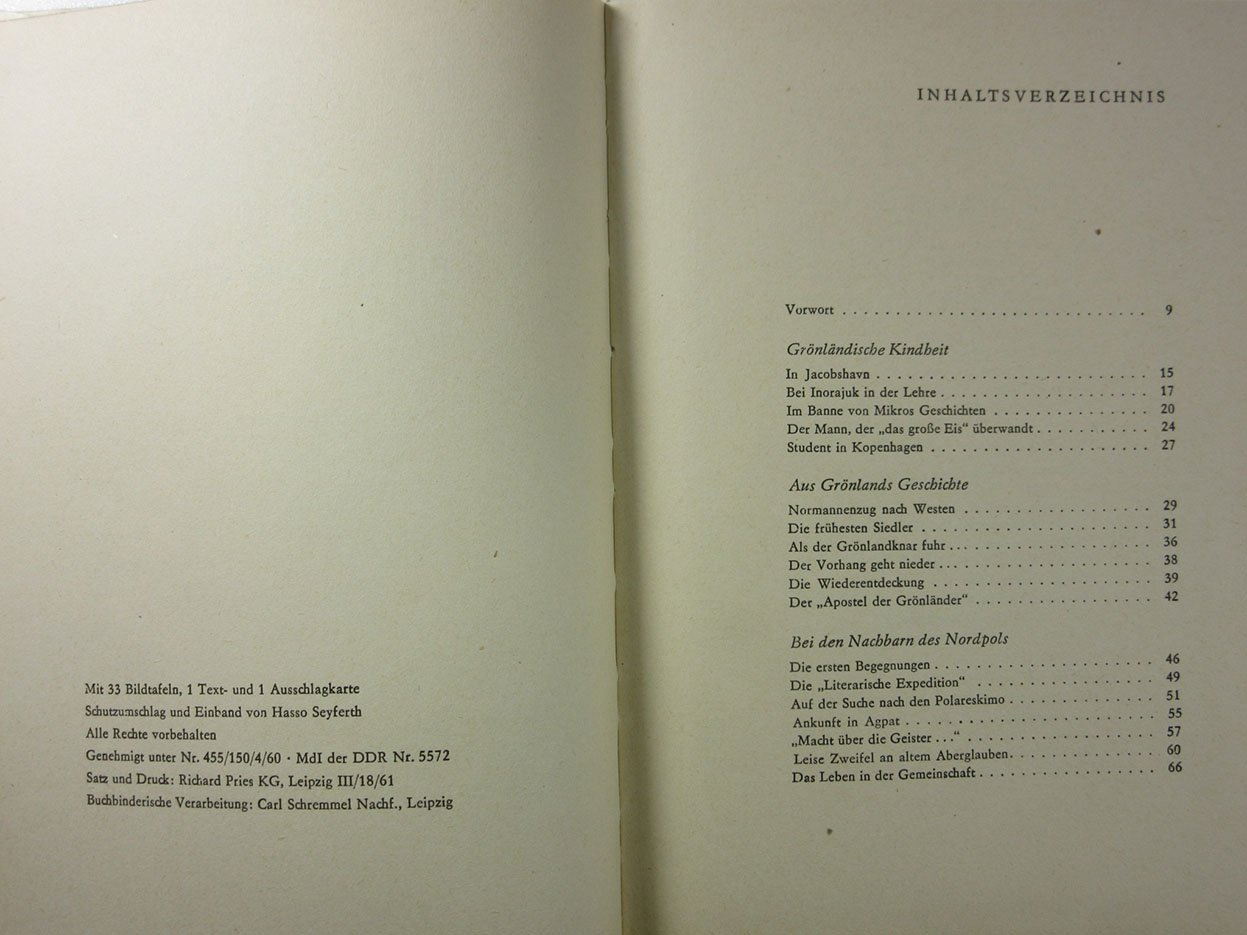 Mit 33 Bildtafeln, 1 Text- und 1 Ausschlagkarte
Schutzumschlag und Einband von Hasso Seyferth
Alle Rechte vorbehalten
Genehmigt unter Nr. 455/150/4/60 · MdI der DDR Nr. 5572
Satz und Druck: Richard Pries KG, Leipzig III/18/61
Buchbinderische Verarbeitung: Carl Schremmel Nachf., Leipzig
INHALTSVERZEICHNIS
Vorwort . . . . . . . . . . . . . . . . . . . . . . . . . . . . . 9
Grönländische Kindheit
In Jacobshavn . . . . . . . . . . . . . . . . . . . . . . . . . . 15
Bei Inorajuk in der Lehre . . . . . . . . . . . . . . . . . . . . 17
Im Banne von Mikros Geschichten . . . . . . . . . . . . . . . 20
Der Mann, der „das große Eis“ überwandt . . . . . . . . . . . 24
Student in Kopenhagen . . . . . . . . . . . . . . . . . . . . . 27
Aus Grönlands Geschichte
Normannenzug nach Westen . . . . . . . . . . . . . . . . . . 29
Die frühesten Siedler . . . . . . . . . . . . . . . . . . . . . . 31
Als der Grönlandknar fuhr . . . . . . . . . . . . . . . . . . . . 36
Der Vorhang geht nieder . . . . . . . . . . . . . . . . . . . . . 38
Die Wiederentdeckung . . . . . . . . . . . . . . . . . . . . . 39
Der „Apostel der Grönländer“ . . . . . . . . . . . . . . . . . 42
Bei den Nachbarn des Nordpols
Die ersten Begegnungen . . . . . . . . . . . . . . . . . . . . . 46
Die „Literarische Expedition“ . . . . . . . . . . . . . . . . . 49
Auf der Suche nach den Polareskimo . . . . . . . . . . . . . . 51
Ankunft in Agpat . . . . . . . . . . . . . . . . . . . . . . . . 55
„Macht über die Geister . . .“ . . . . . . . . . . . . . . . . . . 57
Leise Zweifel an altem Aberglauben . . . . . . . . . . . . . . 60
Das Leben in der Gemeinschaft . . . . . . . . . . . . . . . . . 66